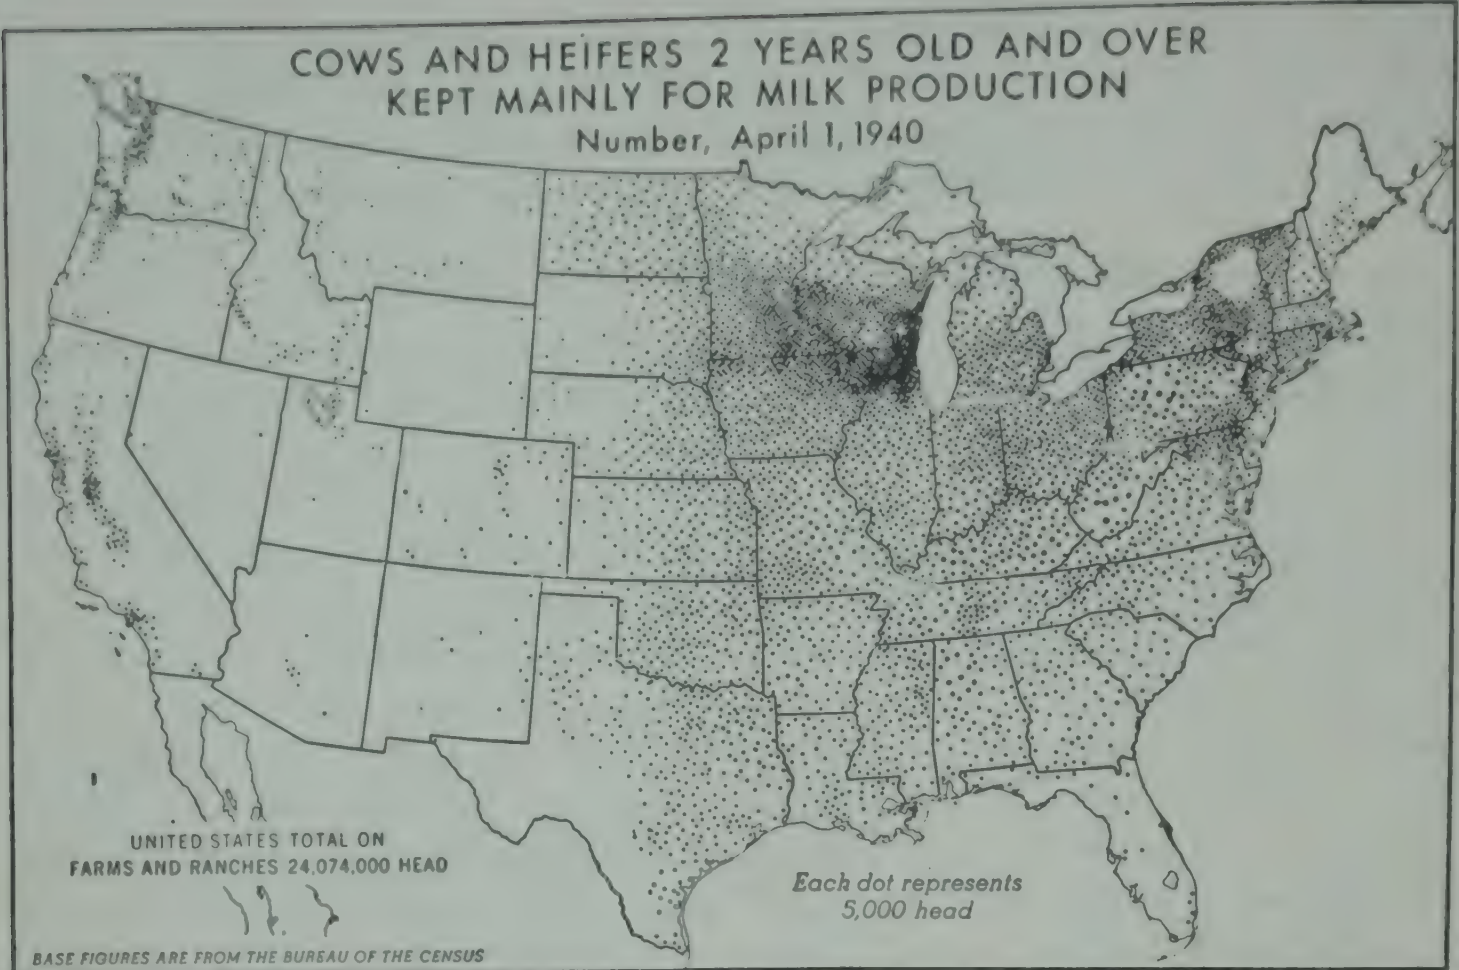 COWS AND HEIFERS 2 YEARS OLD AND OVER
KEPT MAINLY FOR MILK PRODUCTION
Number, April 1, 1940
UNITED STATES TOTAL ON
FARMS AND RANCHES 24,074,000 HEAD
Each dot represents
5,000 head
BASE FIGURES ARE FROM THE BUREAU OF THE CENSUS